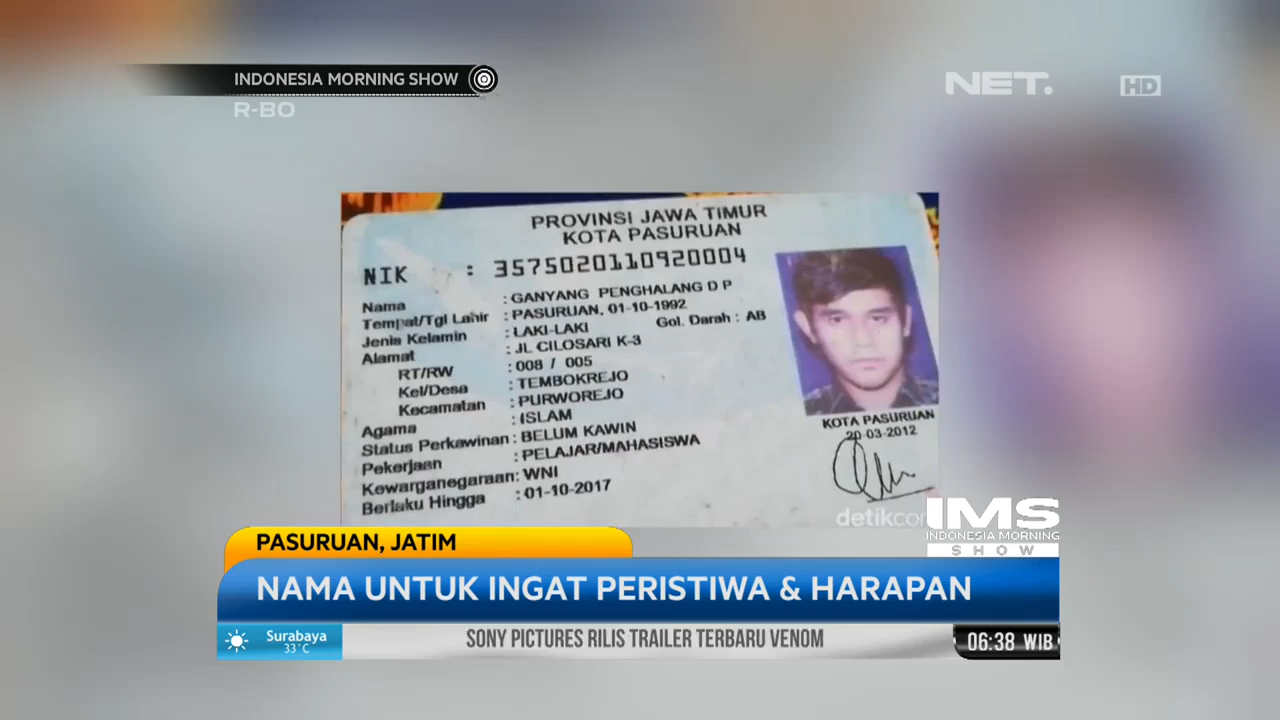 INDONESIA MORNING SHOW
R-BO
NET.
HD
PROVINSI JAWA TIMUR
KOTA PASURUAN
NIK : 3575020110920004
Nama : GANYANG PENGHALANG D P
Tempat/Tgl Lahir : PASURUAN, 01-10-1992
Jenis Kelamin : LAKI-LAKI Gol. Darah : AB
Alamat : JL CILOSARI K-3
RT/RW : 008 / 005
Kel/Desa : TEMBOKREJO
Kecamatan : PURWOREJO
Agama : ISLAM
Status Perkawinan : BELUM KAWIN
Pekerjaan : PELAJAR/MAHASISWA
Kewarganegaraan: WNI
Berlaku Hingga : 01-10-2017
KOTA PASURUAN
20-03-2012
detikcom
IMS
INDONESIA MORNING
SHOW
PASURUAN, JATIM
NAMA UNTUK INGAT PERISTIWA & HARAPAN
Surabaya
33°C
SONY PICTURES RILIS TRAILER TERBARU VENOM
06:38 WIB